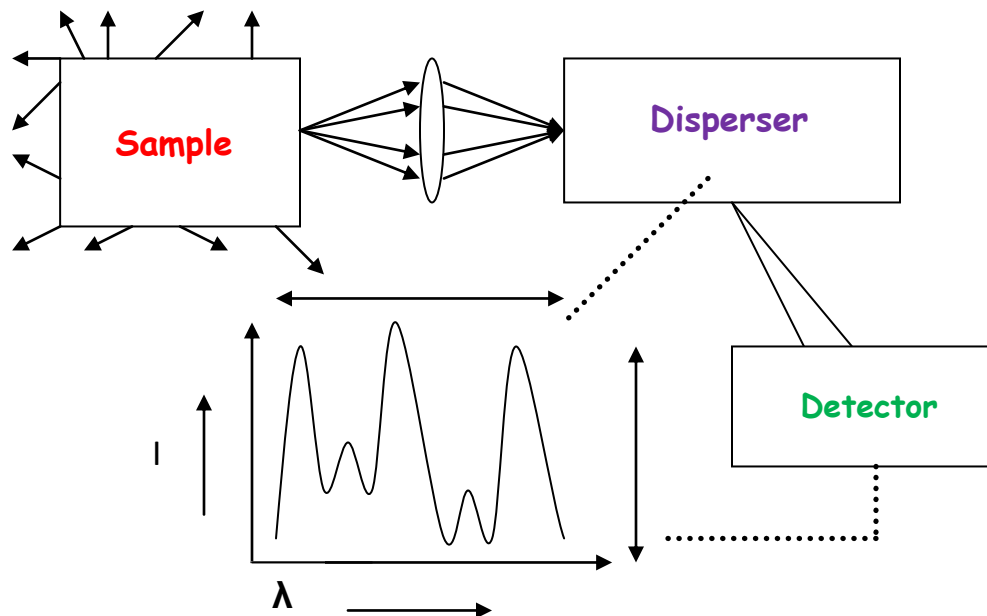 Sample
Disperser
Detector
I
λ